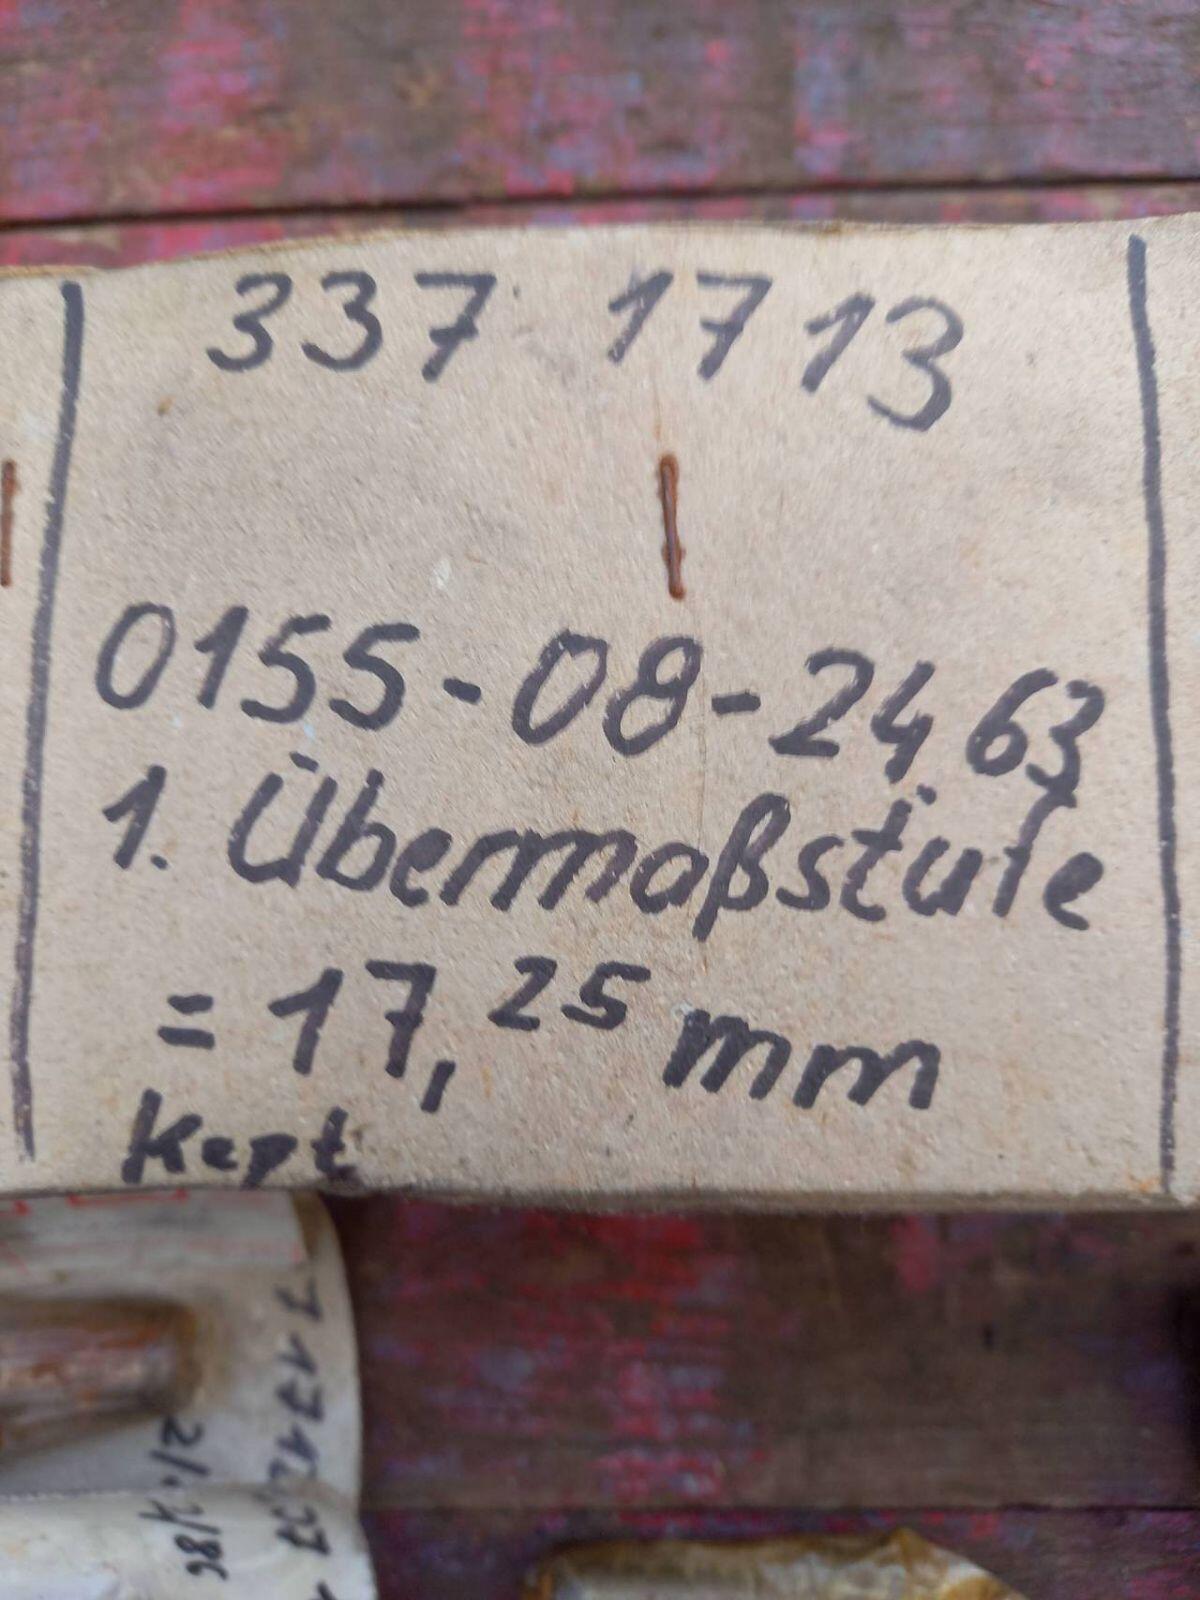 337 1713
0155-08-2463
1. Übermaßstufe
= 17,25 mm
Kept